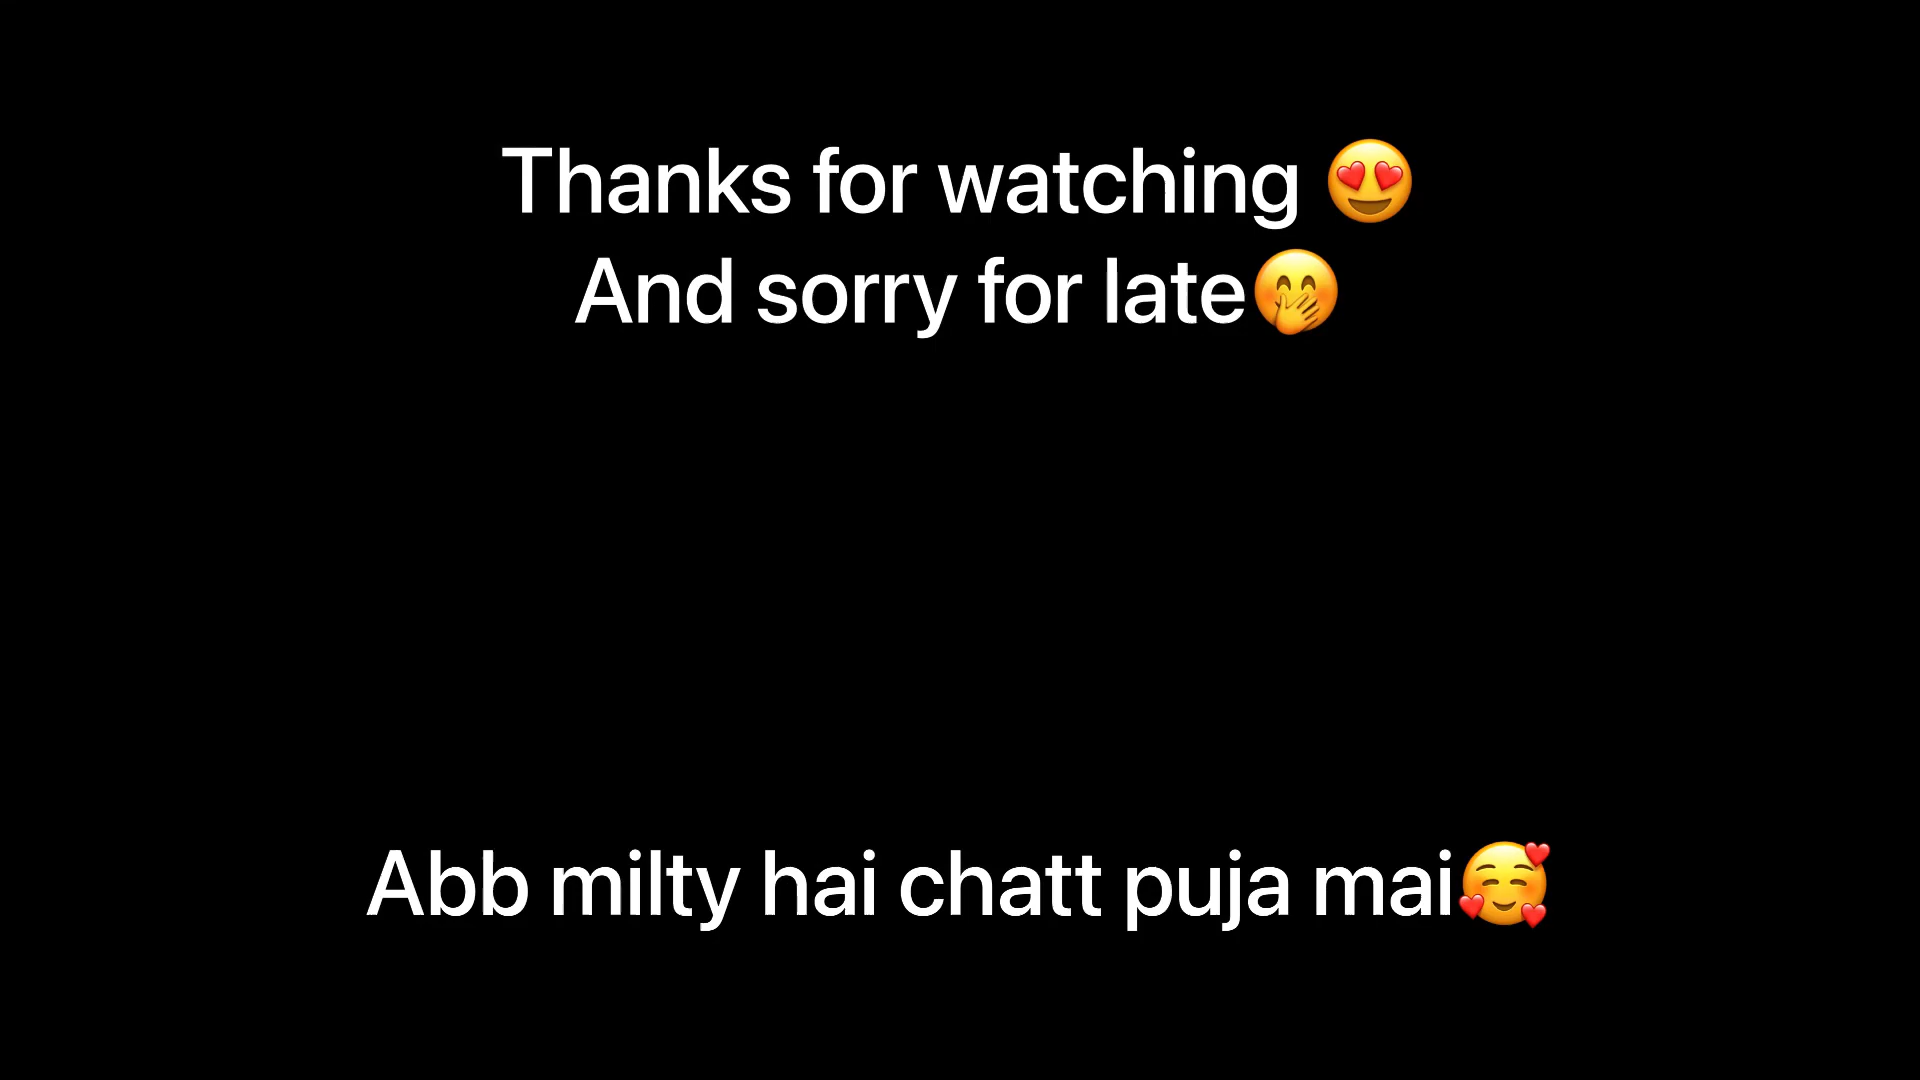 Thanks for watching 😍
And sorry for late🤭
Abb milty hai chatt puja mai🥰